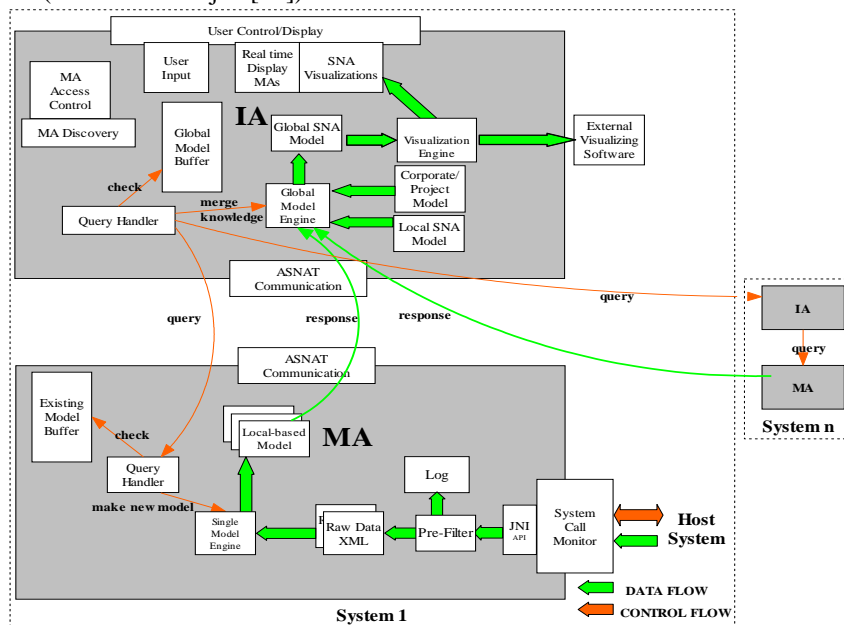 User Control/Display
User
Input
Real time
Display
MAs
SNA
Visualizations
MA
Access
Control
MA Discovery
Global
Model
Buffer
IA
Global SNA
Model
Visualization
Engine
External
Visualizing
Software
check
merge
knowledge
Query Handler
Global
Model
Engine
Corporate/
Project
Model
Local SNA
Model
ASNAT
Communication
query
response
response
query
IA
query
MA
System n
ASNAT
Communication
Existing
Model
Buffer
check
Local-based
Model
MA
Query
Handler
make new model
Single
Model
Engine
Raw Data
XML
Log
Pre-Filter
JNI
API
System
Call
Monitor
Host
System
DATA FLOW
CONTROL FLOW
System 1